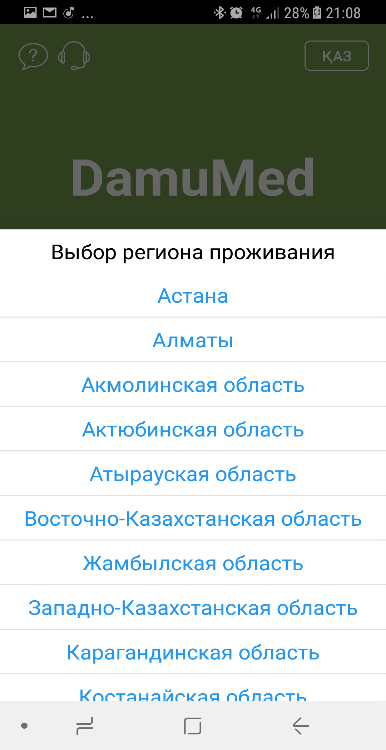 ... 4G 28% 21:08
? ҚАЗ
DamuMed
Выбор региона проживания
Астана
Алматы
Акмолинская область
Актюбинская область
Атырауская область
Восточно-Казахстанская область
Жамбылская область
Западно-Казахстанская область
Карагандинская область
Костанайская область